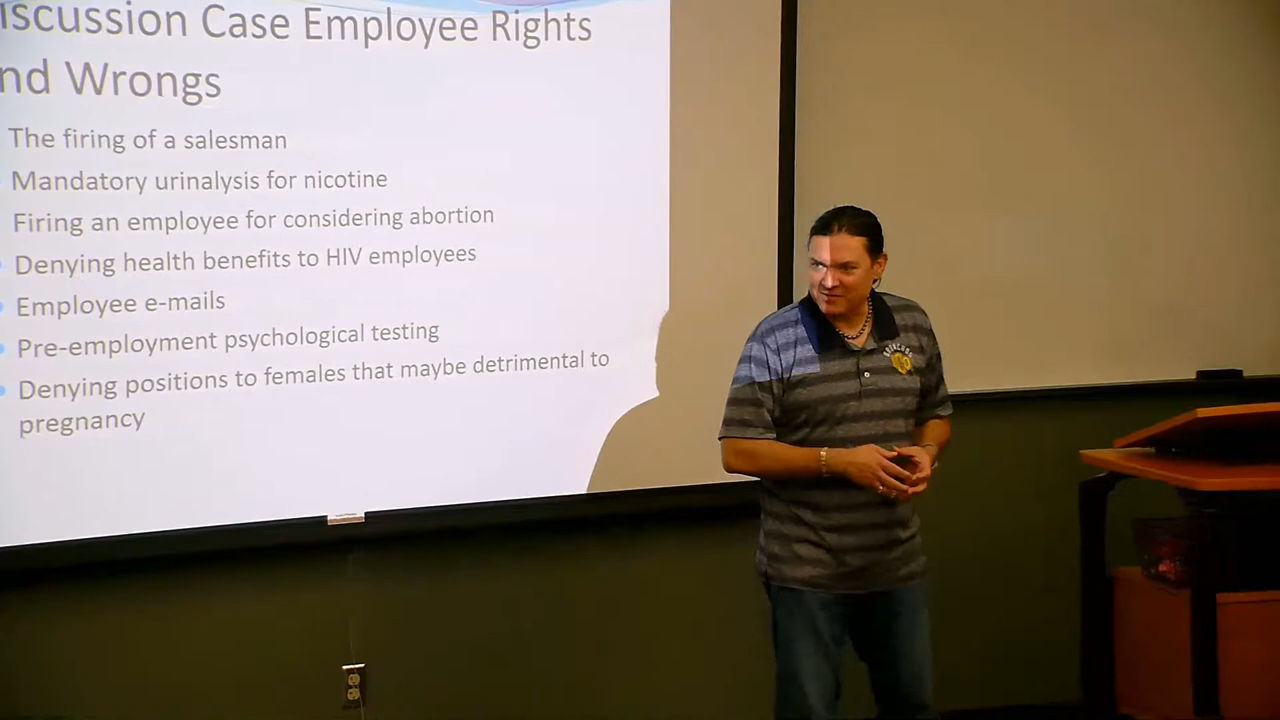 iscussion Case Employee Rights
nd Wrongs
The firing of a salesman
Mandatory urinalysis for nicotine
Firing an employee for considering abortion
Denying health benefits to HIV employees
Employee e-mails
Pre-employment psychological testing
Denying positions to females that maybe detrimental to
pregnancy